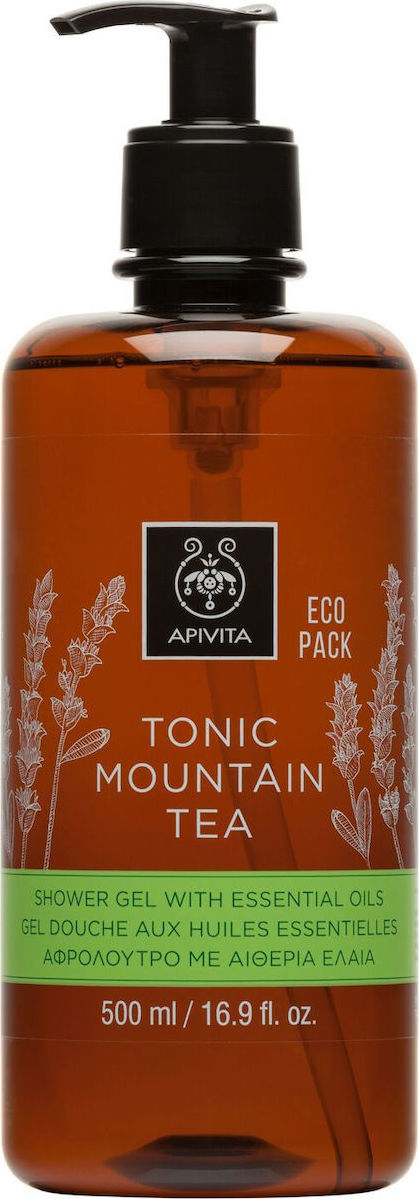 APIVITA
ECO
PACK
TONIC
MOUNTAIN
TEA
SHOWER GEL WITH ESSENTIAL OILS
GEL DOUCHE AUX HUILES ESSENTIELLES
ΑΦΡΟΛΟΥΤΡΟ ΜΕ ΑΙΘΕΡΙΑ ΕΛΑΙΑ
500 ml / 16.9 fl. oz.